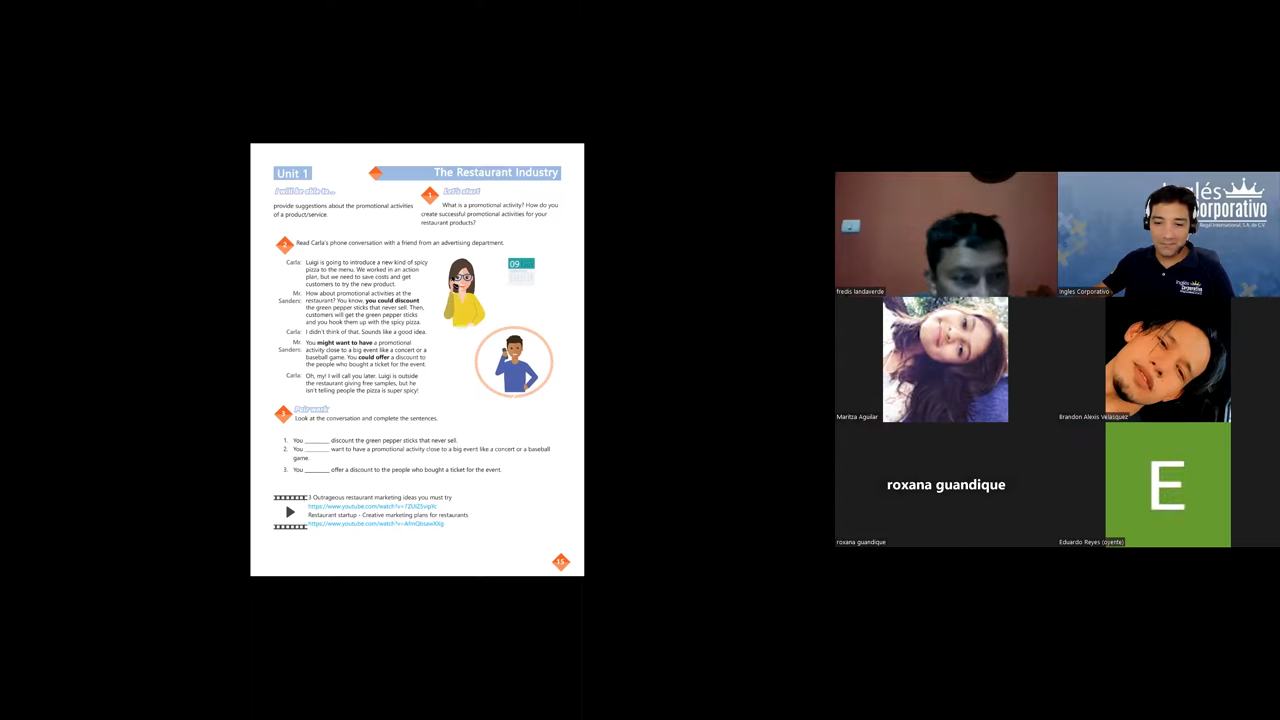 Unit 1
The Restaurant Industry
I will be able to...
provide suggestions about the promotional activities
of a product/service.
1
Let's start
What is a promotional activity? How do you
create successful promotional activities for your
restaurant products?
2
Read Carla's phone conversation with a friend from an advertising department.
Carla: Luigi is going to introduce a new kind of spicy
pizza to the menu. We worked in an action
plan, but we need to save costs and get
customers to try the new product.
Mr. How about promotional activities at the
Sanders: restaurant? You know, you could discount
the green pepper sticks that never sell. Then,
customers will get the green pepper sticks
and you hook them up with the spicy pizza.
Carla: I didn't think of that. Sounds like a good idea.
Mr. You might want to have a promotional
Sanders: activity close to a big event like a concert or a
baseball game. You could offer a discount to
the people who bought a ticket for the event.
Carla: Oh, my! I will call you later. Luigi is outside
the restaurant giving free samples, but he
isn't telling people the pizza is super spicy!
09
3
Pair work
Look at the conversation and complete the sentences.
1. You ________ discount the green pepper sticks that never sell.
2. You ________ want to have a promotional activity close to a big event like a concert or a baseball
game.
3. You ________ offer a discount to the people who bought a ticket for the event.
3 Outrageous restaurant marketing ideas you must try
Restaurant startup - Creative marketing plans for restaurants
15
fredis landaverde
Inglés
Corporativo
Regal International, S.A. de C.V.
Ingles Corporativo
Maritza Aguilar
Brandon Alexis Velásquez
roxana guandique
roxana guandique
E
Eduardo Reyes (oyente)